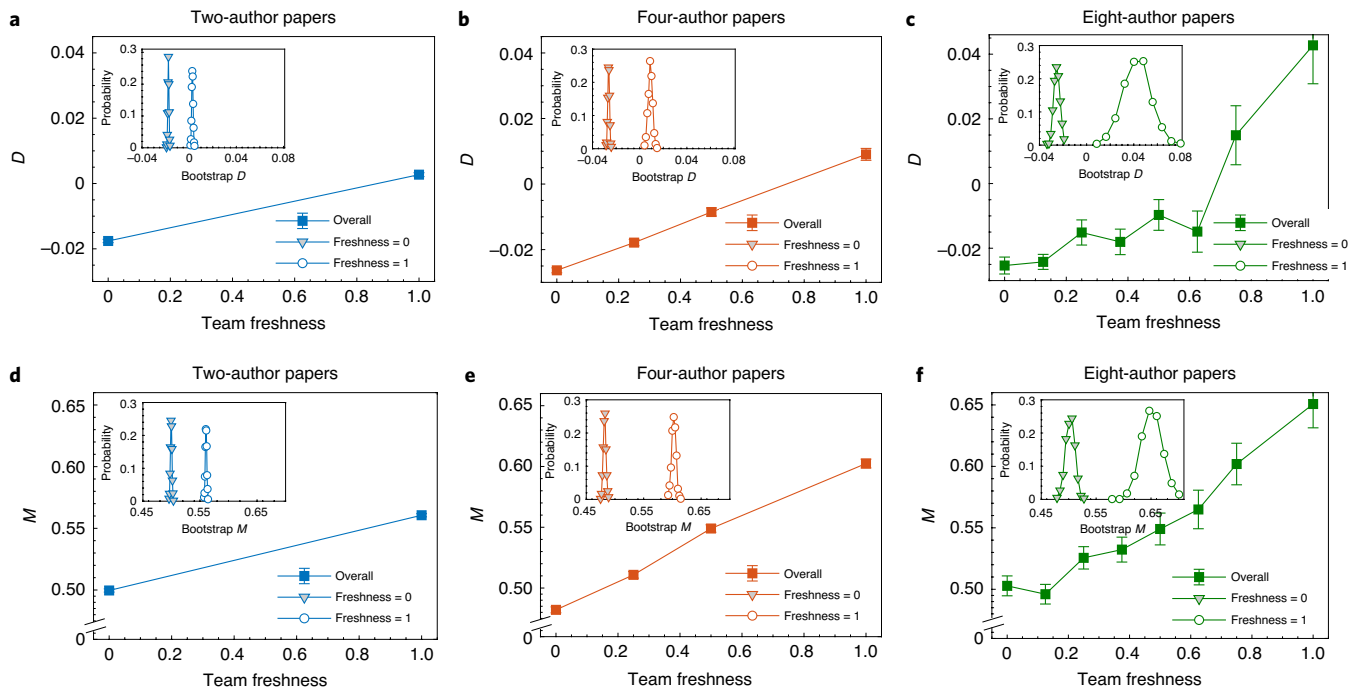 a
Two-author papers
0.04
0.02
0
−0.02
D
0.3
0.2
0.1
0
Probability
−0.04
0
0.04
0.08
Bootstrap D
Overall
Freshness = 0
Freshness = 1
0
0.2
0.4
0.6
0.8
1.0
Team freshness
b
Four-author papers
0.04
0.02
0
−0.02
D
0.3
0.2
0.1
0
Probability
−0.04
0
0.04
0.08
Bootstrap D
Overall
Freshness = 0
Freshness = 1
0
0.2
0.4
0.6
0.8
1.0
Team freshness
c
Eight-author papers
0.04
0.02
0
−0.02
D
0.3
0.2
0.1
0
Probability
−0.04
0
0.04
0.08
Bootstrap D
Overall
Freshness = 0
Freshness = 1
0
0.2
0.4
0.6
0.8
1.0
Team freshness
d
Two-author papers
0.65
0.60
0.55
0.50
0
M
0.3
0.2
0.1
0
Probability
0.45
0.55
0.65
Bootstrap M
Overall
Freshness = 0
Freshness = 1
0
0.2
0.4
0.6
0.8
1.0
Team freshness
e
Four-author papers
0.65
0.60
0.55
0.50
0
M
0.3
0.2
0.1
0
Probability
0.45
0.55
0.65
Bootstrap M
Overall
Freshness = 0
Freshness = 1
0
0.2
0.4
0.6
0.8
1.0
Team freshness
f
Eight-author papers
0.65
0.60
0.55
0.50
0
M
0.3
0.2
0.1
0
Probability
0.45
0.55
0.65
Bootstrap M
Overall
Freshness = 0
Freshness = 1
0
0.2
0.4
0.6
0.8
1.0
Team freshness